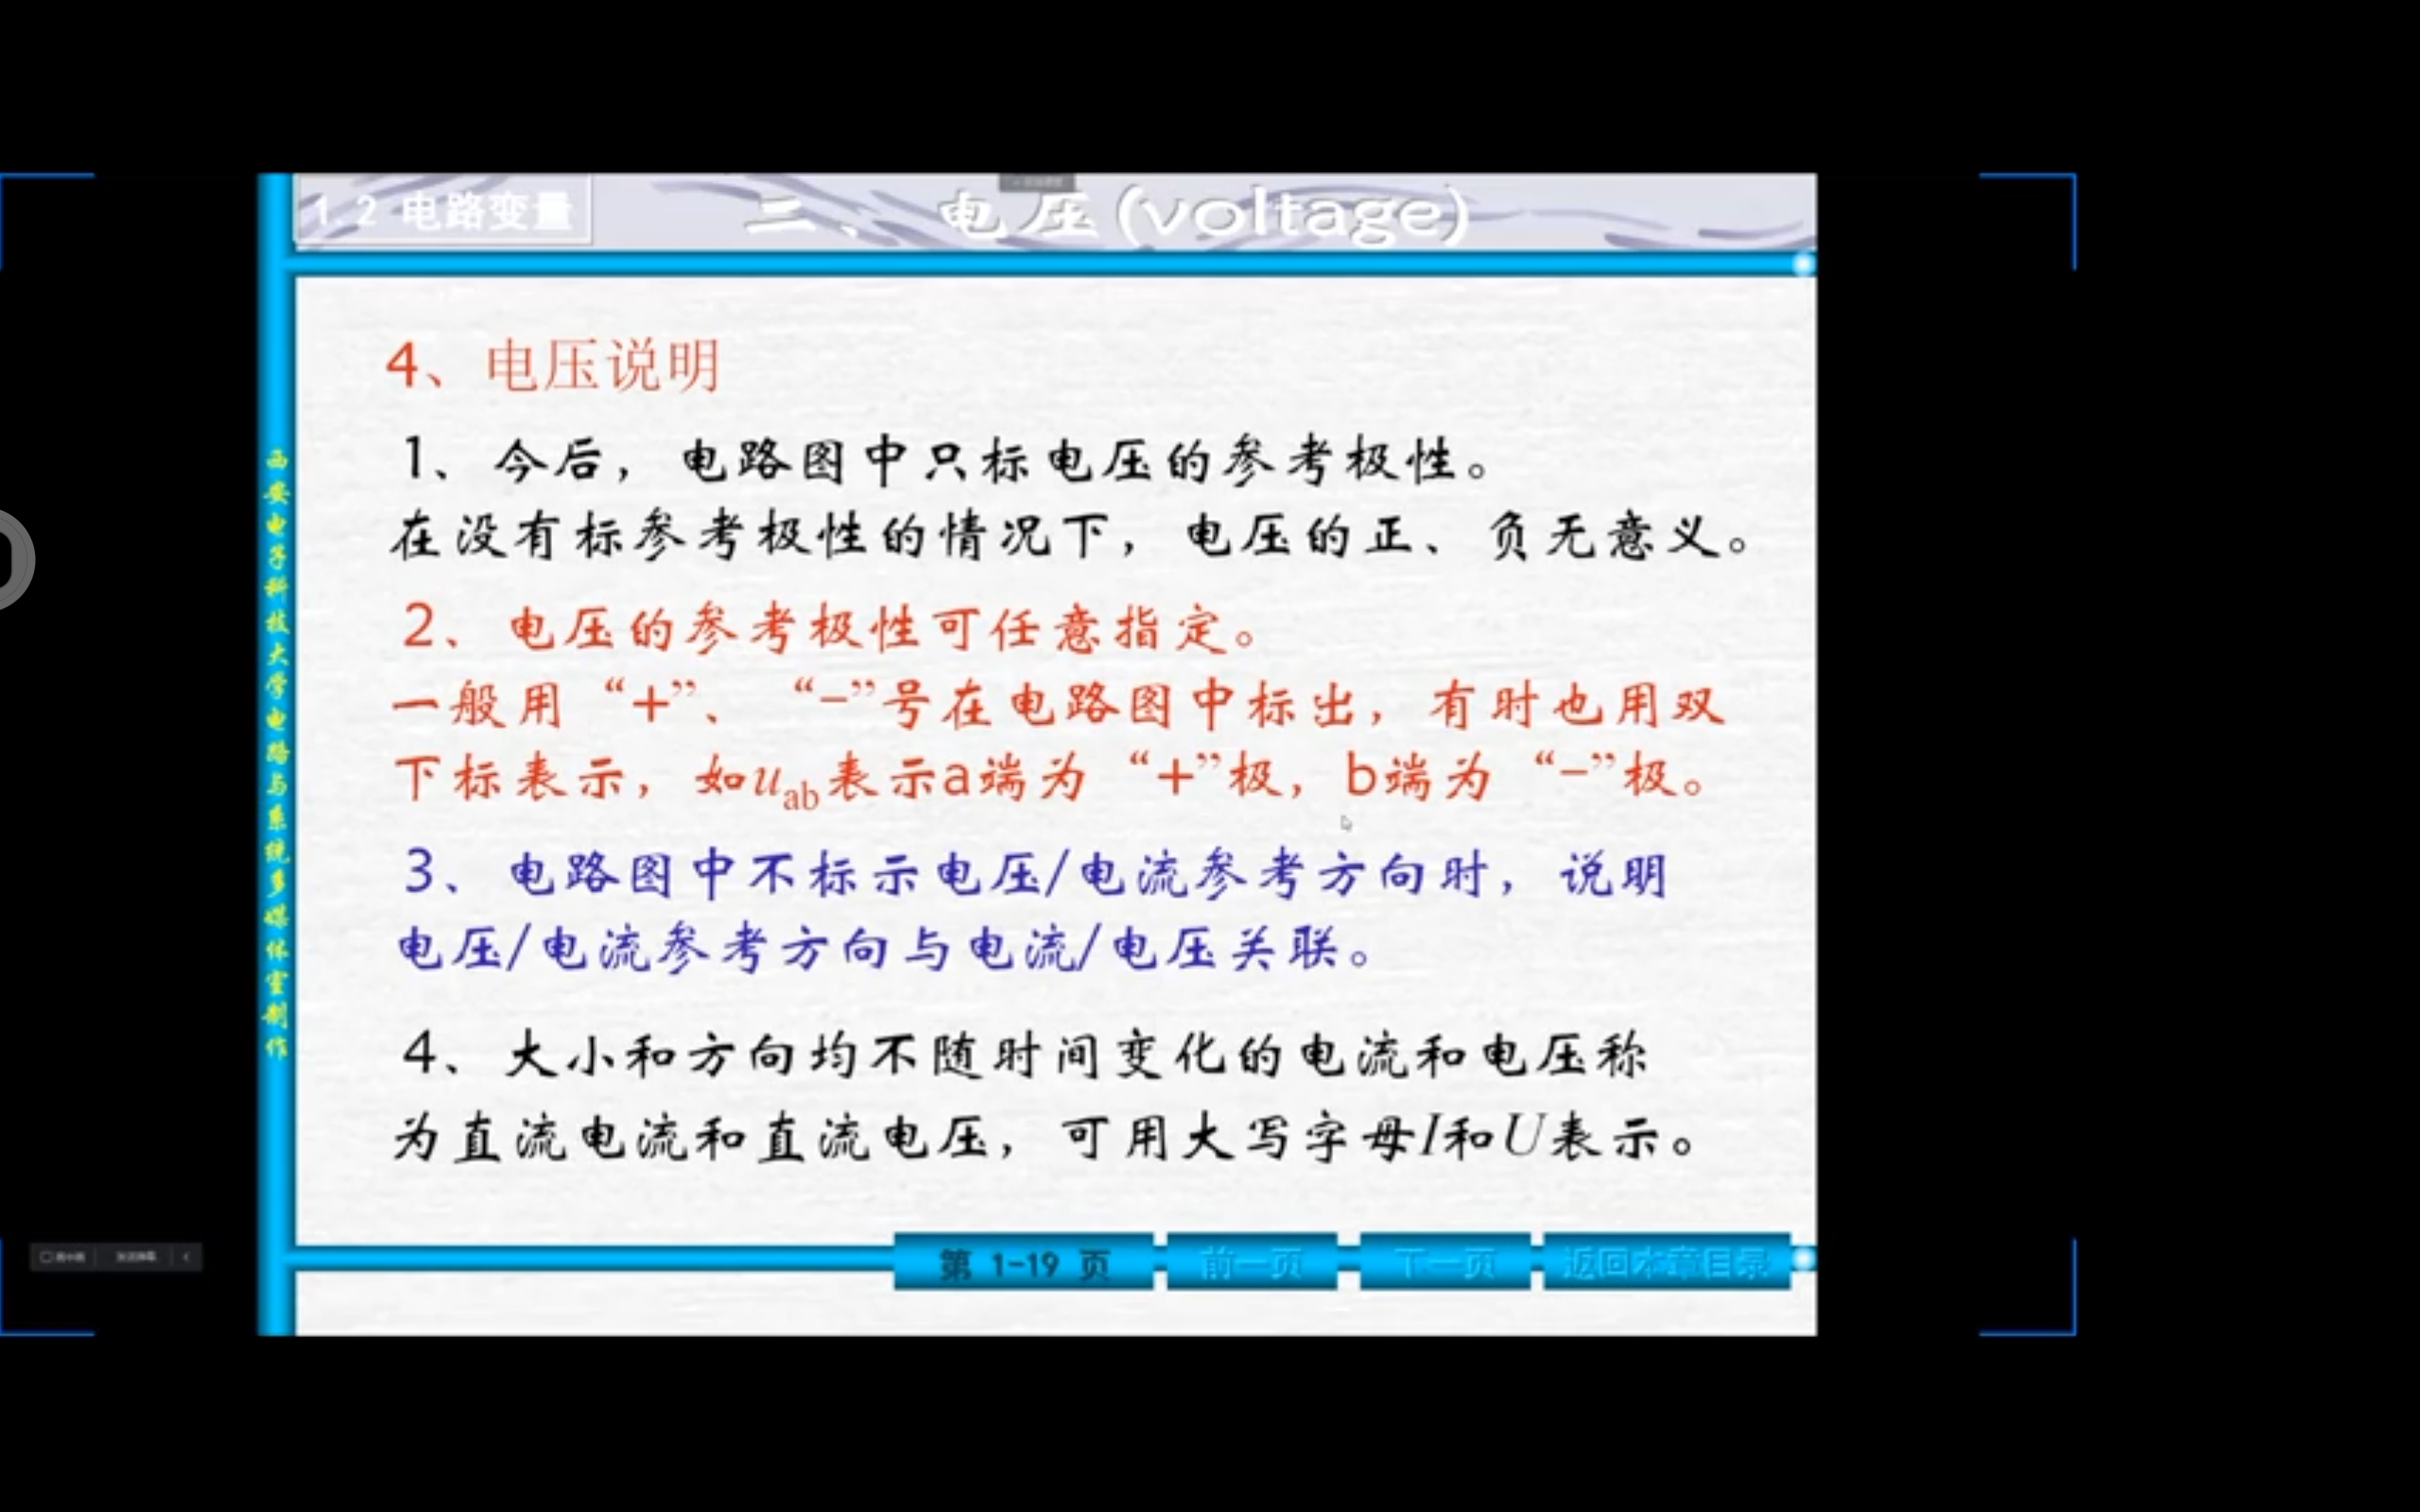 1.2 电路变量
二、 电压(voltage)
4、电压说明
1、今后，电路图中只标电压的参考极性。
在没有标参考极性的情况下，电压的正、负无意义。
2、电压的参考极性可任意指定。
一般用“+”、“-”号在电路图中标出，有时也用双
下标表示，如uab表示a端为“+”极，b端为“-”极。
3、电路图中不标示电压/电流参考方向时，说明
电压/电流参考方向与电流/电压关联。
4、大小和方向均不随时间变化的电流和电压称
为直流电流和直流电压，可用大写字母I和U表示。
西安电子科技大学电路与系统多媒体室制作
第 1-19 页
前一页
下一页
返回本章目录